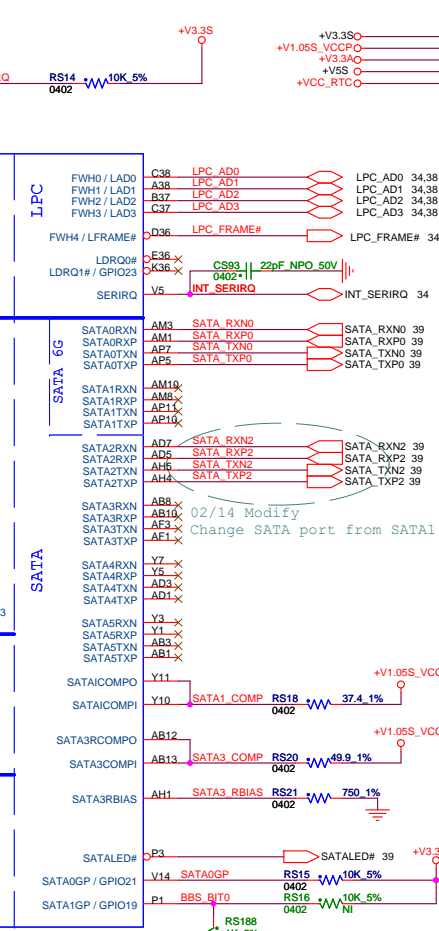 +V3.3S
+V3.3S
+V1.05S_VCCP
+V3.3A
+V5S
+VCC_RTC
RS14 10K_5%
0402
LPC
FWH0 / LAD0 C38 LPC_AD0 LPC_AD0 34,38
FWH1 / LAD1 A38 LPC_AD1 LPC_AD1 34,38
FWH2 / LAD2 B37 LPC_AD2 LPC_AD2 34,38
FWH3 / LAD3 C37 LPC_AD3 LPC_AD3 34,38
FWH4 / LFRAME# D36 LPC_FRAME# LPC_FRAME# 34
LDRQ0# E36
LDRQ1# / GPIO23 K36
CS93 22pF_NPO_50V
0402
SERIRQ V5 INT_SERIRQ INT_SERIRQ 34
SATA 6G
SATA0RXN AM3 SATA_RXN0 SATA_RXN0 39
SATA0RXP AM1 SATA_RXP0 SATA_RXP0 39
SATA0TXN AP7 SATA_TXN0 SATA_TXN0 39
SATA0TXP AP5 SATA_TXP0 SATA_TXP0 39
SATA1RXN AM10
SATA1RXP AM8
SATA1TXN AP11
SATA1TXP AP10
SATA2RXN AD7 SATA_RXN2 SATA_RXN2 39
SATA2RXP AD5 SATA_RXP2 SATA_RXP2 39
SATA2TXN AH5 SATA_TXN2 SATA_TXN2 39
SATA2TXP AH4 SATA_TXP2 SATA_TXP2 39
SATA
SATA3RXN AB8
SATA3RXP AB10
SATA3TXN AF3
SATA3TXP AF1
02/14 Modify
Change SATA port from SATA1
SATA4RXN Y7
SATA4RXP Y5
SATA4TXN AD3
SATA4TXP AD1
3
SATA5RXN Y3
SATA5RXP Y1
SATA5TXN AB3
SATA5TXP AB1
+V1.05S_VCC
SATAICOMPO Y11
SATAICOMPI Y10 SATA1_COMP RS18 37.4_1%
0402
+V1.05S_VCC
SATA3RCOMPO AB12
SATA3COMPI AB13 SATA3_COMP RS20 49.9_1%
0402
SATA3RBIAS AH1 SATA3_RBIAS RS21 750_1%
0402
SATALED# P3 SATALED# 39
+V3.3
SATA0GP / GPIO21 V14 SATA0GP RS15 10K_5%
0402
SATA1GP / GPIO19 P1 BBS_BIT0 RS16 10K_5%
0402 NI
RS188